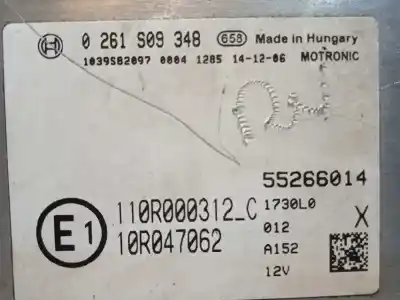 0 261 S09 348 658 Made in Hungary
1039S82097 0004 1285 14-12-06 MOTRONIC
55266014
110R000312_C 1730L0
10R047062 012 X
E1 A152
12V